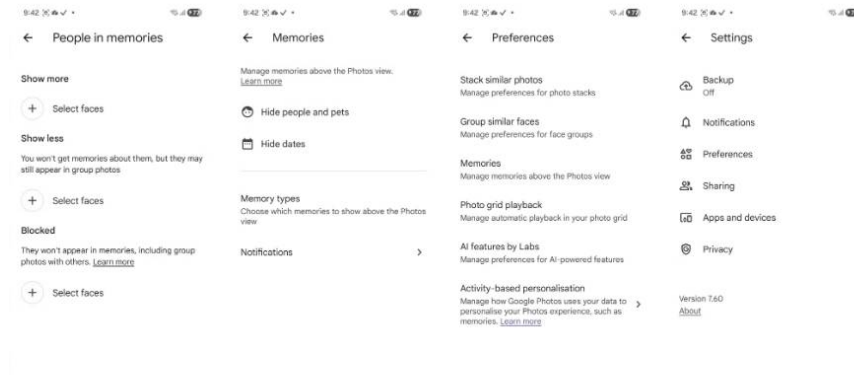 9:42
People in memories
Show more
Select faces
Show less
You won't get memories about them, but they may
still appear in group photos
Select faces
Blocked
They won't appear in memories, including group
photos with others. Learn more
Select faces
9:42
Memories
Manage memories above the Photos view.
Learn more
Hide people and pets
Hide dates
Memory types
Choose which memories to show above the Photos
view
Notifications
9:42
Preferences
Stack similar photos
Manage preferences for photo stacks
Group similar faces
Manage preferences for face groups
Memories
Manage memories above the Photos view
Photo grid playback
Manage automatic playback in your photo grid
AI features by Labs
Manage preferences for AI-powered features
Activity-based personalisation
Manage how Google Photos uses your data to
personalise your Photos experience, such as
memories. Learn more
9:42
Settings
Backup
Off
Notifications
Preferences
Sharing
Apps and devices
Privacy
Version 7.60
About